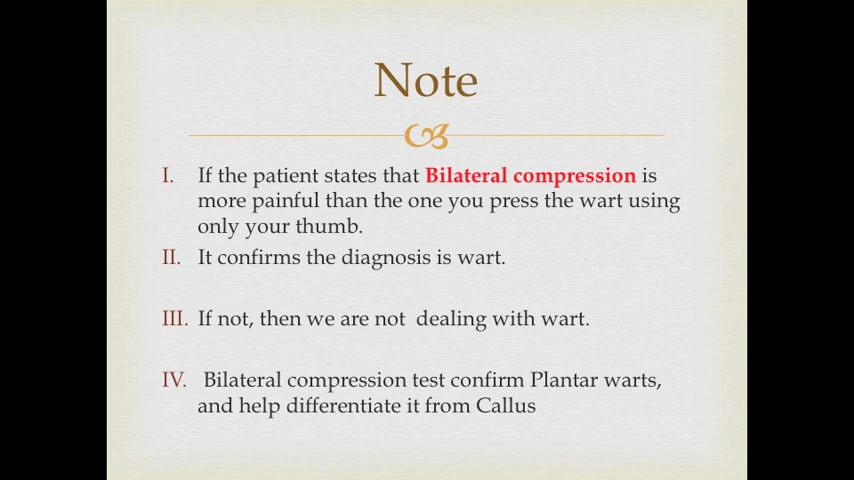 Note
I. If the patient states that Bilateral compression is
more painful than the one you press the wart using
only your thumb.
II. It confirms the diagnosis is wart.
III. If not, then we are not dealing with wart.
IV. Bilateral compression test confirm Plantar warts,
and help differentiate it from Callus